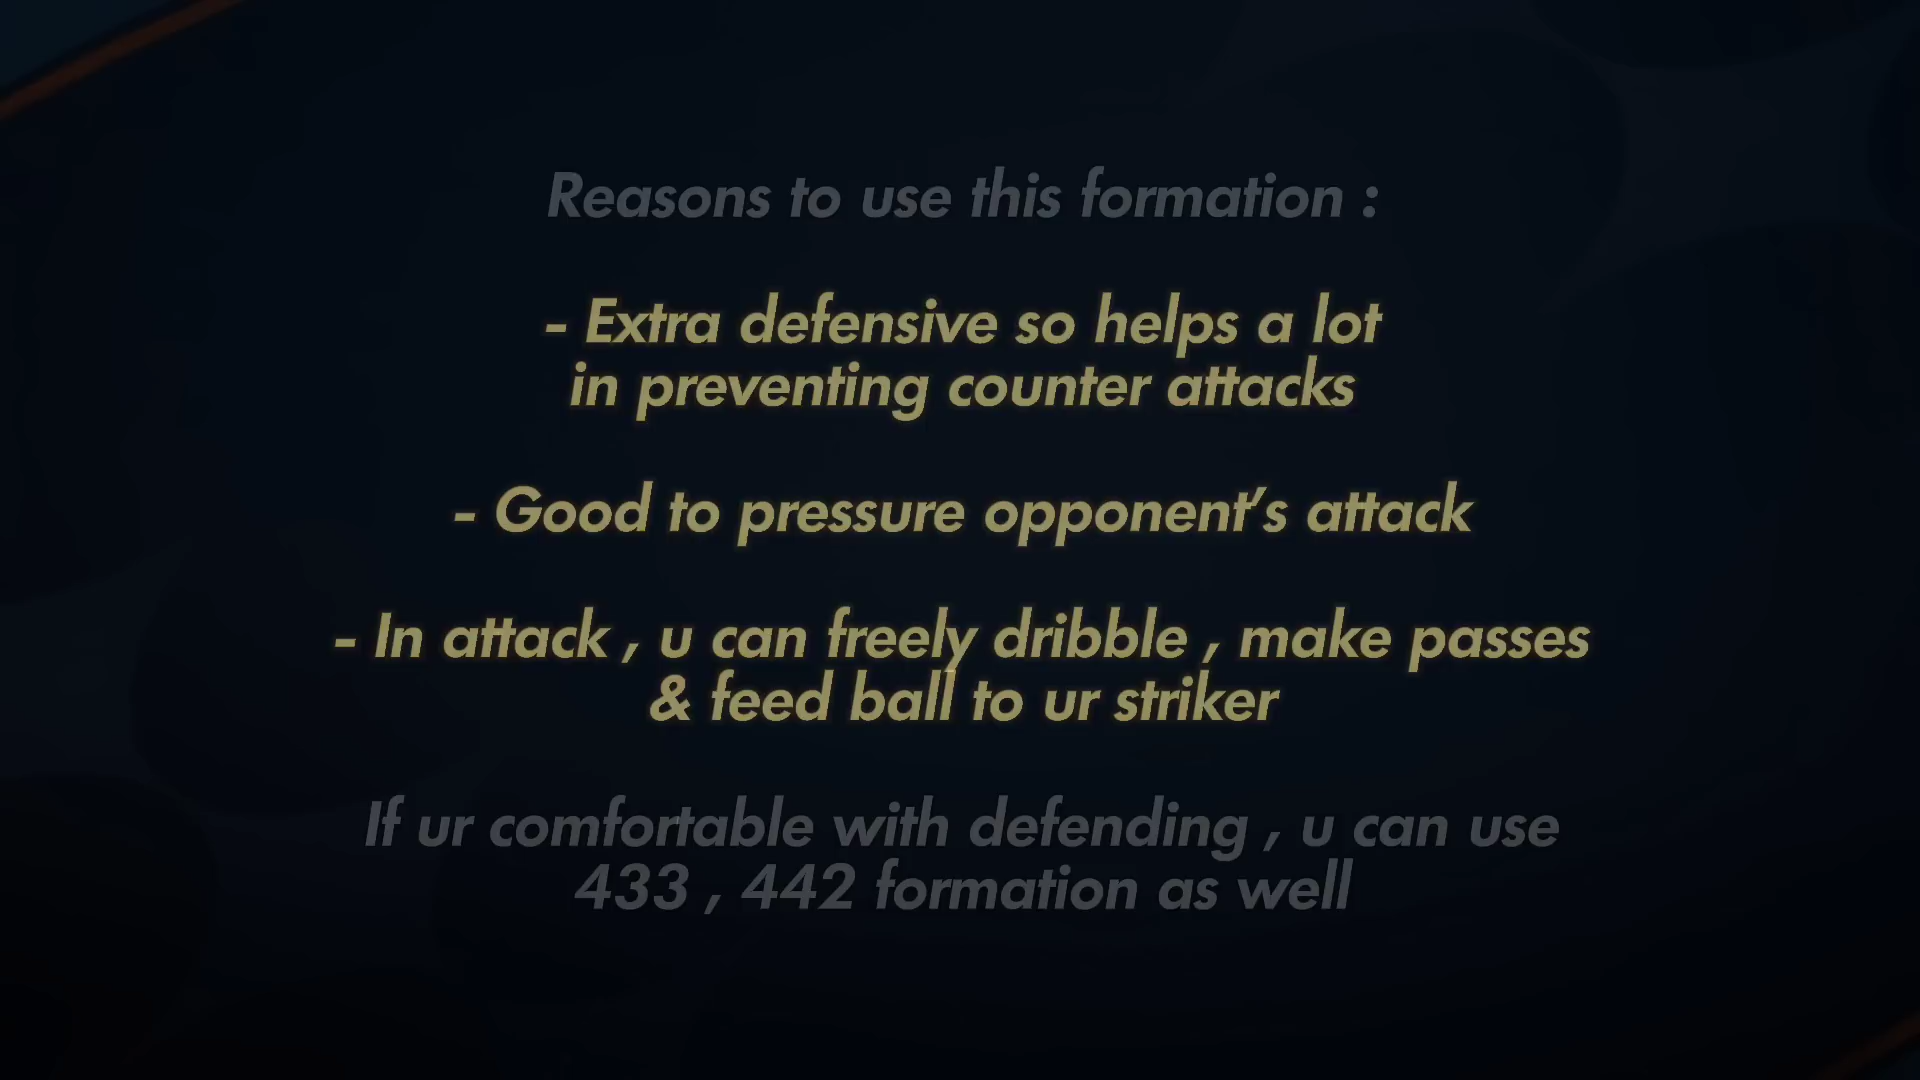 Reasons to use this formation :
- Extra defensive so helps a lot
in preventing counter attacks
- Good to pressure opponent’s attack
- In attack , u can freely dribble , make passes
& feed ball to ur striker
If ur comfortable with defending , u can use
433 , 442 formation as well